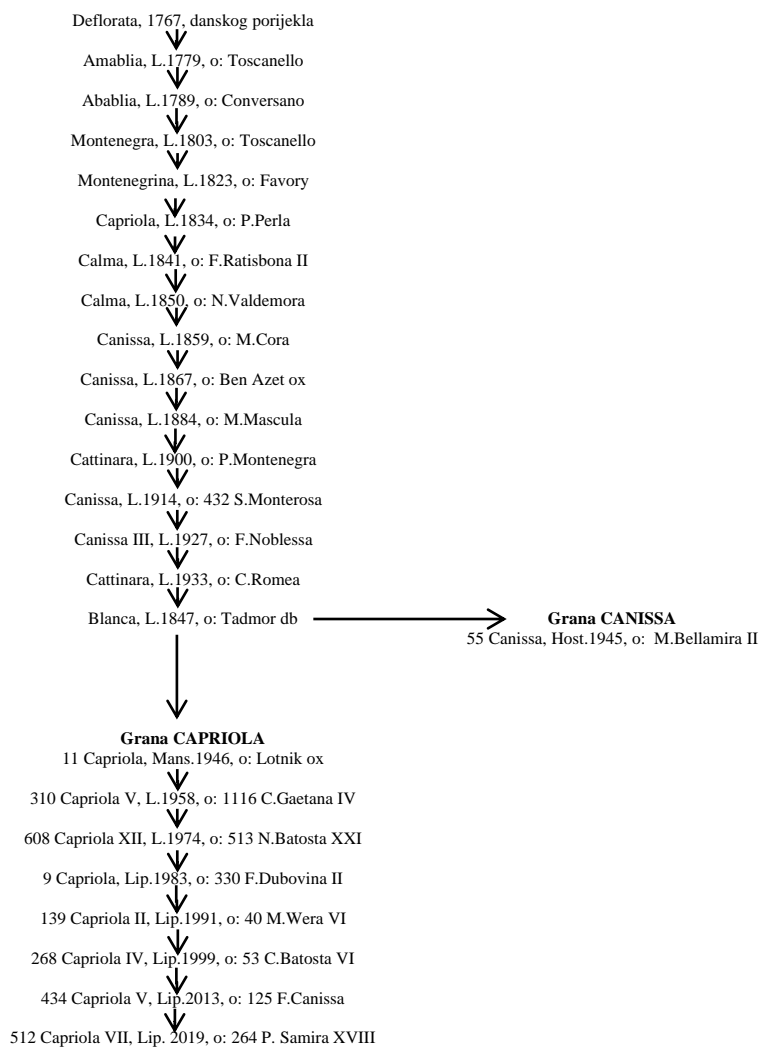 Deflorata, 1767, danskog porijekla
Amablia, L.1779, o: Toscanello
Abablia, L.1789, o: Conversano
Montenegra, L.1803, o: Toscanello
Montenegrina, L.1823, o: Favory
Capriola, L.1834, o: P.Perla
Calma, L.1841, o: F.Ratisbona II
Calma, L.1850, o: N.Valdemora
Canissa, L.1859, o: M.Cora
Canissa, L.1867, o: Ben Azet ox
Canissa, L.1884, o: M.Mascula
Cattinara, L.1900, o: P.Montenegra
Canissa, L.1914, o: 432 S.Monterosa
Canissa III, L.1927, o: F.Noblessa
Cattinara, L.1933, o: C.Romea
Blanca, L.1847, o: Tadmor db
Grana CANISSA
55 Canissa, Host.1945, o: M.Bellamira II
Grana CAPRIOLA
11 Capriola, Mans.1946, o: Lotnik ox
310 Capriola V, L.1958, o: 1116 C.Gaetana IV
608 Capriola XII, L.1974, o: 513 N.Batosta XXI
9 Capriola, Lip.1983, o: 330 F.Dubovina II
139 Capriola II, Lip.1991, o: 40 M.Wera VI
268 Capriola IV, Lip.1999, o: 53 C.Batosta VI
434 Capriola V, Lip.2013, o: 125 F.Canissa
512 Capriola VII, Lip. 2019, o: 264 P. Samira XVIII